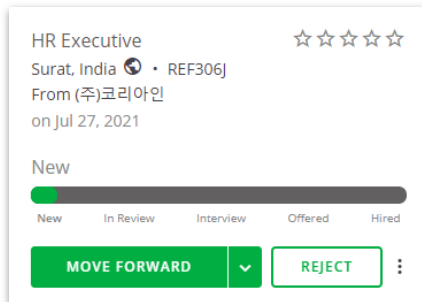 HR Executive
Surat, India • REF306J
From (주)코리아인
on Jul 27, 2021
New
New In Review Interview Offered Hired
MOVE FORWARD REJECT